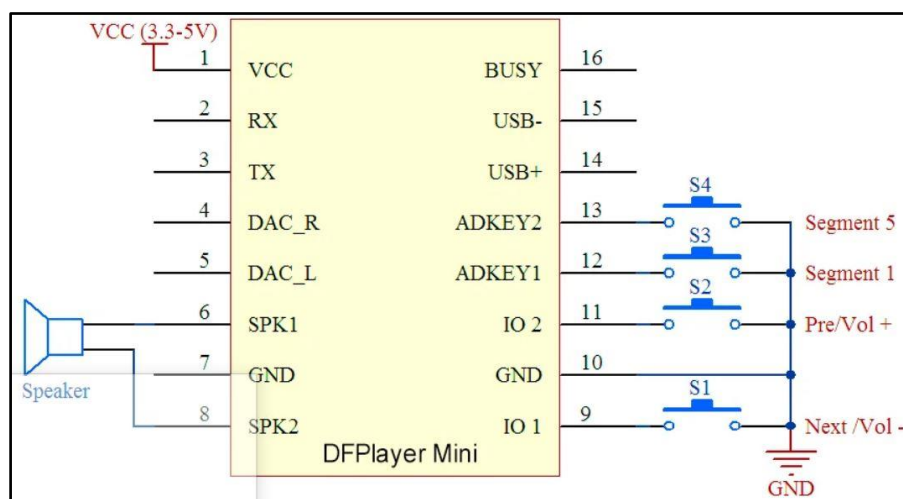 VCC (3.3-5V)
1 VCC BUSY 16
2 RX USB- 15
3 TX USB+ 14
S4
4 DAC_R ADKEY2 13 Segment 5
S3
5 DAC_L ADKEY1 12 Segment 1
S2
6 SPK1 IO 2 11 Pre/Vol +
7 GND GND 10
Speaker
S1
8 SPK2 IO 1 9 Next /Vol -
DFPlayer Mini
GND